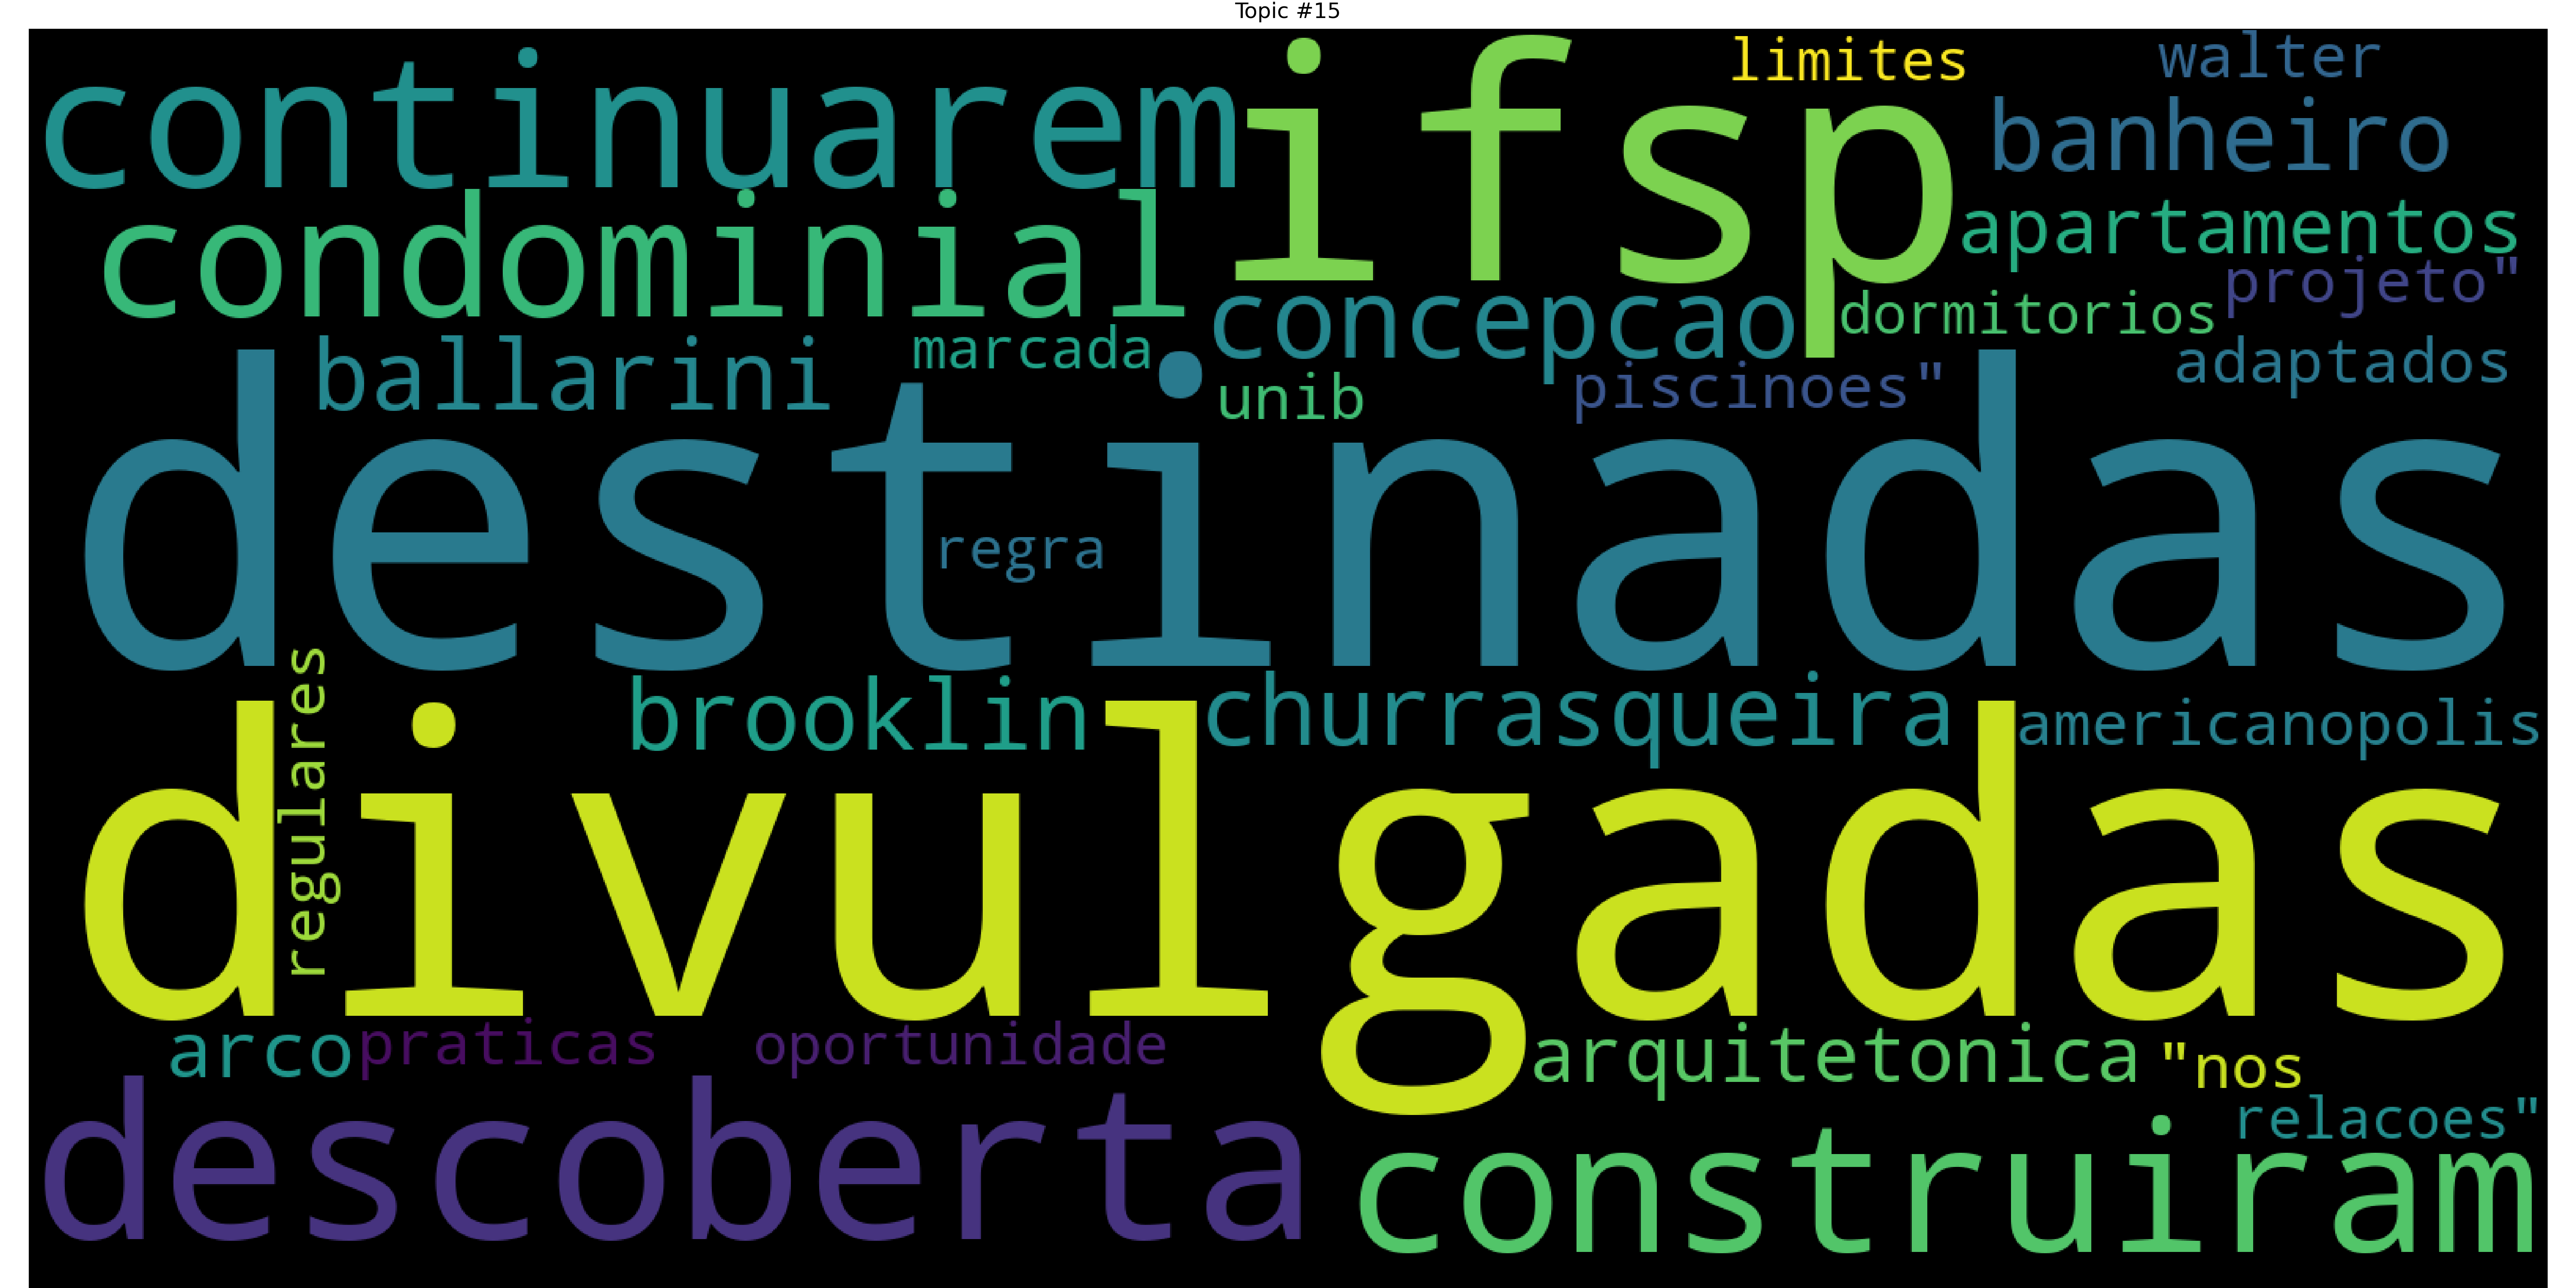 Topic #15
continuarem
ifsp
limites
walter
banheiro
condominial
apartamentos
projeto"
concepcao
dormitorios
ballarini
marcada
unib
piscinoes"
adaptados
destinadas
regra
regulares
brooklin
churrasqueira
americanopolis
divulgadas
arco
praticas
oportunidade
arquitetonica
"nos
relacoes"
descoberta
construiram